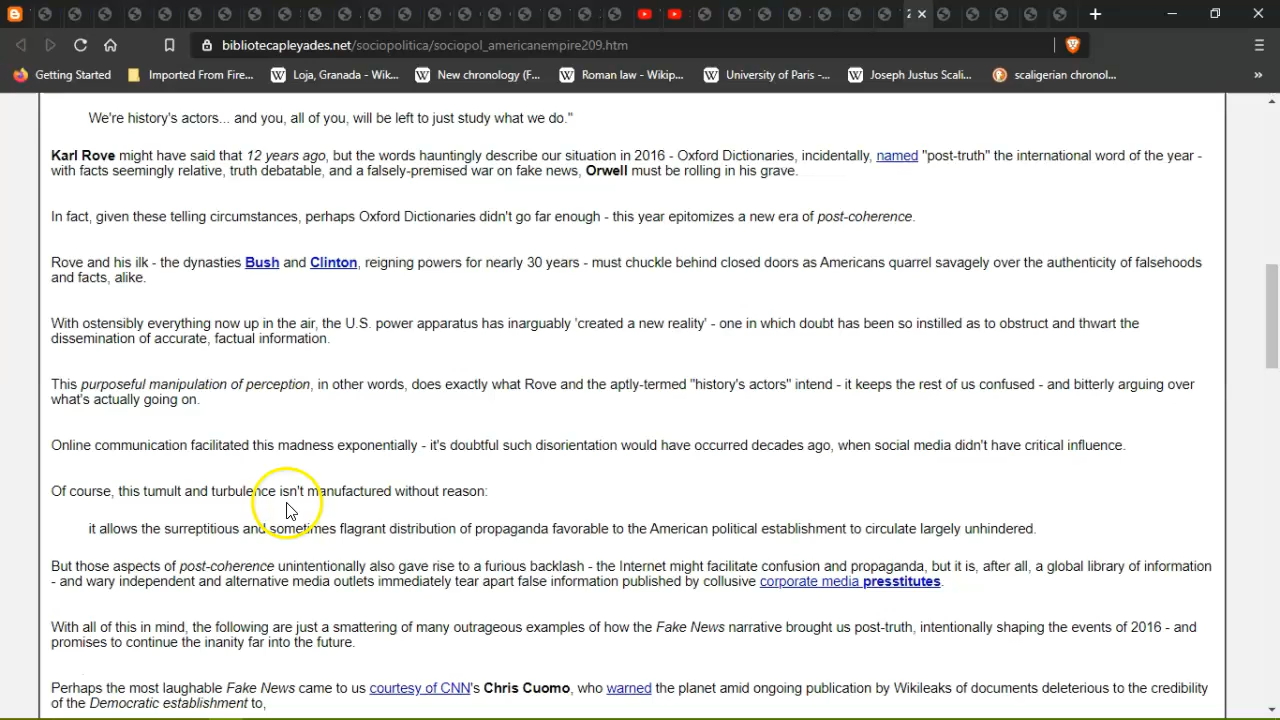 2
bibliotecapleyades.net/sociopolitica/sociopol_americanempire209.htm
Getting Started Imported From Fire... Loja, Granada - Wik... New chronology (F... Roman law - Wikip... University of Paris -... Joseph Justus Scali... scaligerian chronol... »
We're history's actors... and you, all of you, will be left to just study what we do."
Karl Rove might have said that 12 years ago, but the words hauntingly describe our situation in 2016 - Oxford Dictionaries, incidentally, named "post-truth" the international word of the year -
with facts seemingly relative, truth debatable, and a falsely-premised war on fake news, Orwell must be rolling in his grave.
In fact, given these telling circumstances, perhaps Oxford Dictionaries didn't go far enough - this year epitomizes a new era of post-coherence.
Rove and his ilk - the dynasties Bush and Clinton, reigning powers for nearly 30 years - must chuckle behind closed doors as Americans quarrel savagely over the authenticity of falsehoods
and facts, alike.
With ostensibly everything now up in the air, the U.S. power apparatus has inarguably 'created a new reality' - one in which doubt has been so instilled as to obstruct and thwart the
dissemination of accurate, factual information.
This purposeful manipulation of perception, in other words, does exactly what Rove and the aptly-termed "history's actors" intend - it keeps the rest of us confused - and bitterly arguing over
what's actually going on.
Online communication facilitated this madness exponentially - it's doubtful such disorientation would have occurred decades ago, when social media didn't have critical influence.
Of course, this tumult and turbulence isn't manufactured without reason:
it allows the surreptitious and sometimes flagrant distribution of propaganda favorable to the American political establishment to circulate largely unhindered.
But those aspects of post-coherence unintentionally also gave rise to a furious backlash - the Internet might facilitate confusion and propaganda, but it is, after all, a global library of information
- and wary independent and alternative media outlets immediately tear apart false information published by collusive corporate media presstitutes.
With all of this in mind, the following are just a smattering of many outrageous examples of how the Fake News narrative brought us post-truth, intentionally shaping the events of 2016 - and
promises to continue the inanity far into the future.
Perhaps the most laughable Fake News came to us courtesy of CNN's Chris Cuomo, who warned the planet amid ongoing publication by Wikileaks of documents deleterious to the credibility
of the Democratic establishment to,